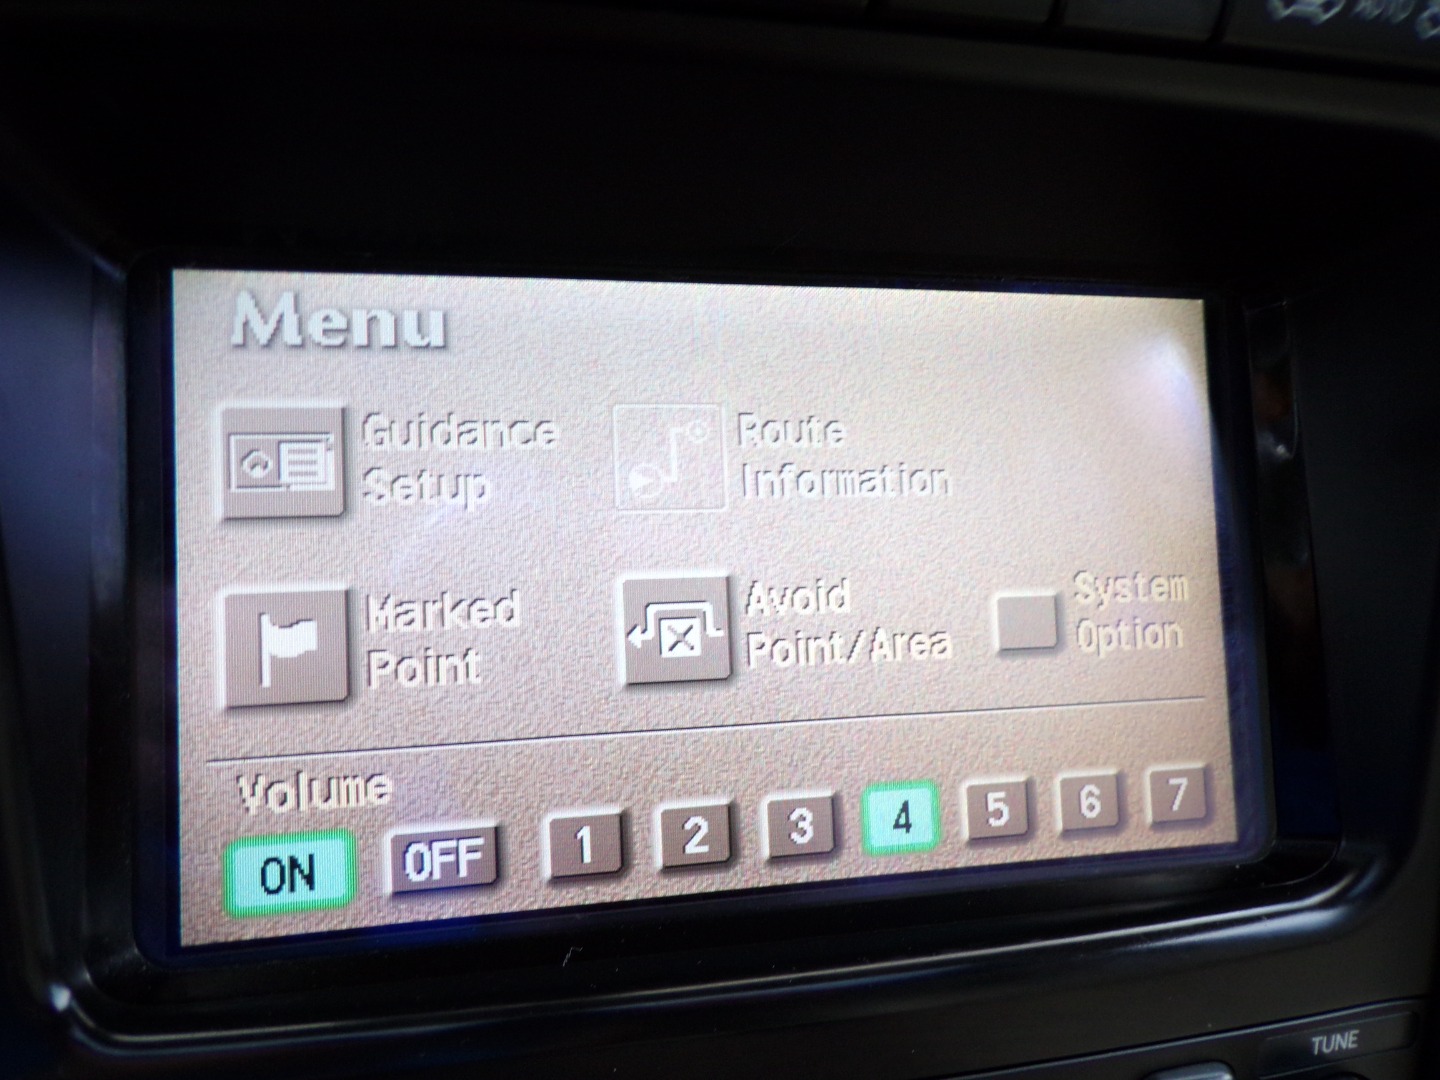 AUTO
Menu
Guidance
Setup
Route
Information
Marked
Point
Avoid
Point/Area
System
Option
Volume
ON OFF 1 2 3 4 5 6 7
TUNE